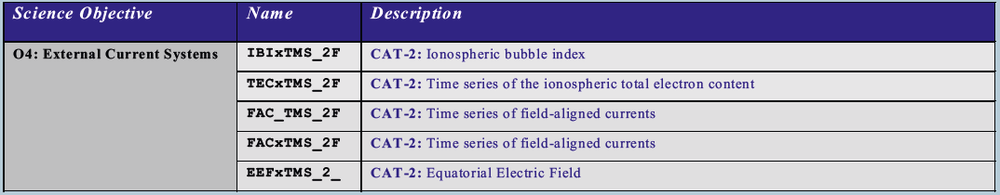 Science Objective Name Description
O4: External Current Systems IBIxTMS_2F CAT-2: Ionospheric bubble index
TECxTMS_2F CAT-2: Time series of the ionospheric total electron content
FAC_TMS_2F CAT-2: Time series of field-aligned currents
FACxTMS_2F CAT-2: Time series of field-aligned currents
EEFxTMS_2_ CAT-2: Equatorial Electric Field